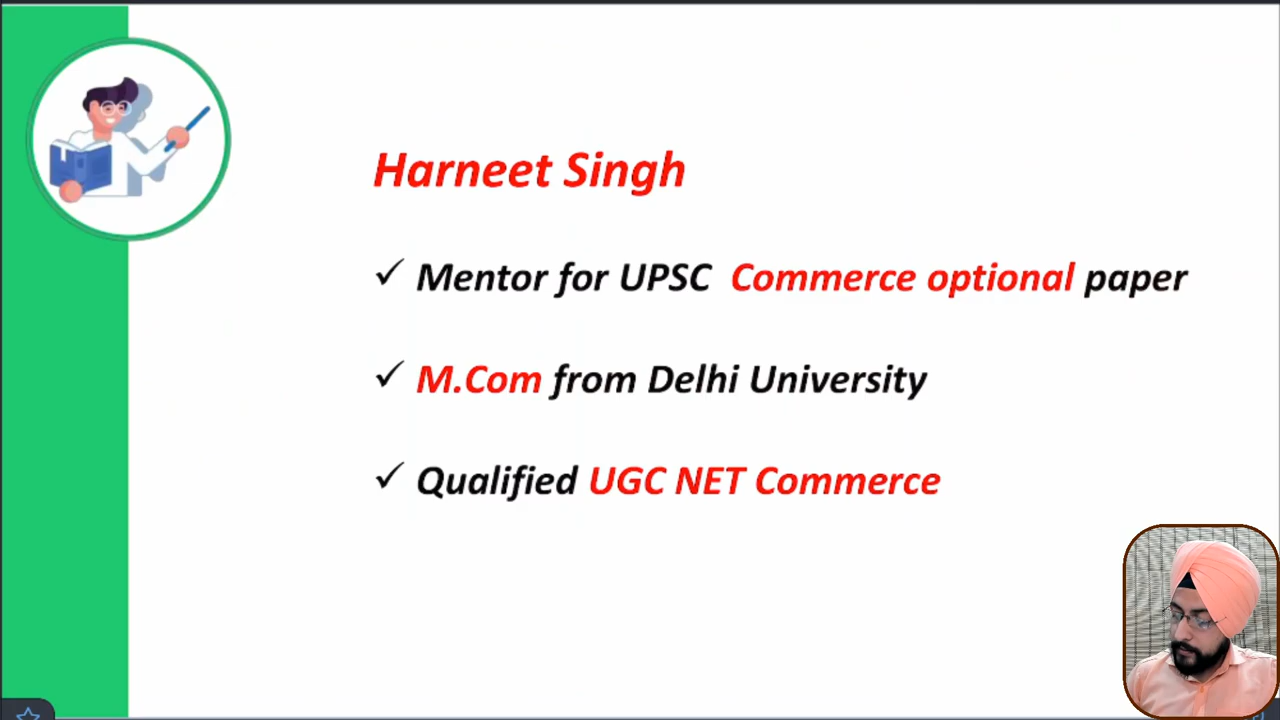 Harneet Singh
✓ Mentor for UPSC Commerce optional paper
✓ M.Com from Delhi University
✓ Qualified UGC NET Commerce